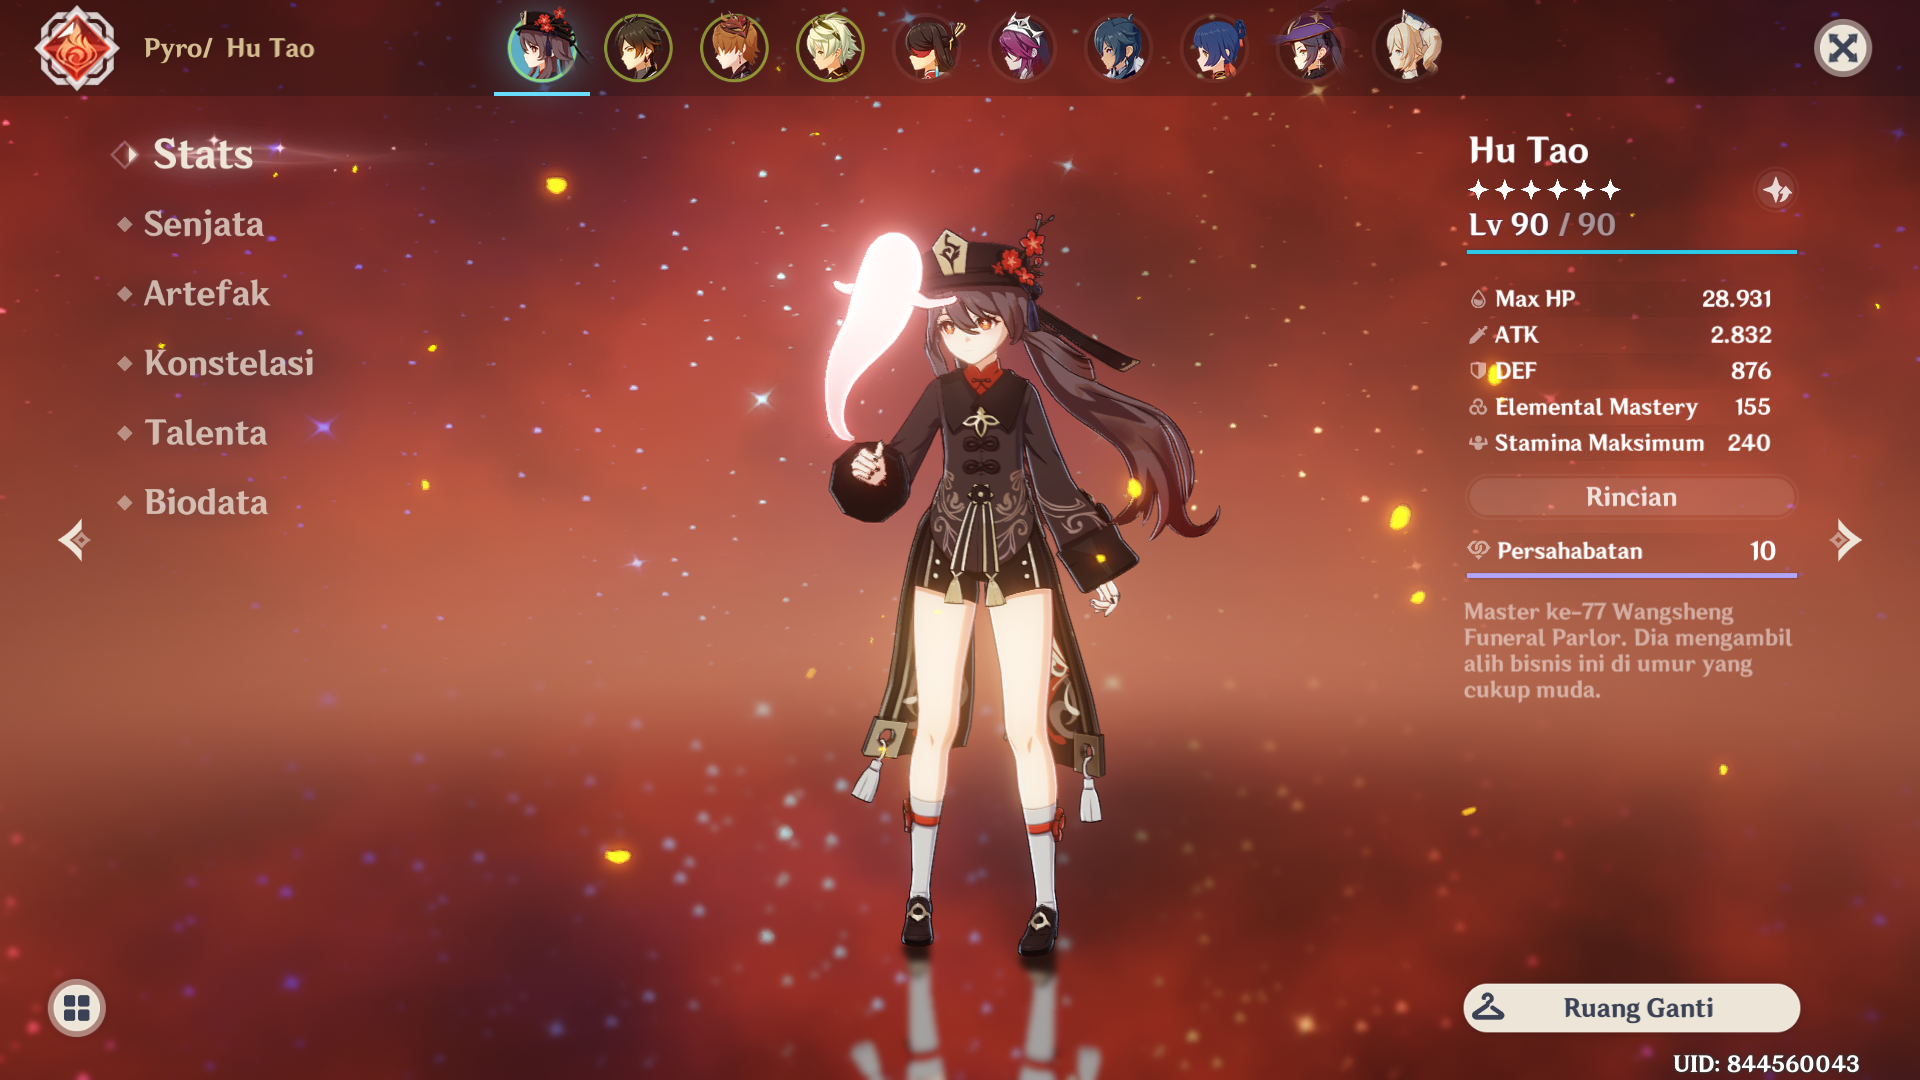 Pyro/ Hu Tao
Stats
Senjata
Artefak
Konstelasi
Talenta
Biodata
Hu Tao
Lv 90 / 90
Max HP 28.931
ATK 2.832
DEF 876
Elemental Mastery 155
Stamina Maksimum 240
Rincian
Persahabatan 10
Master ke-77 Wangsheng
Funeral Parlor. Dia mengambil
alih bisnis ini di umur yang
cukup muda.
Ruang Ganti
UID: 844560043